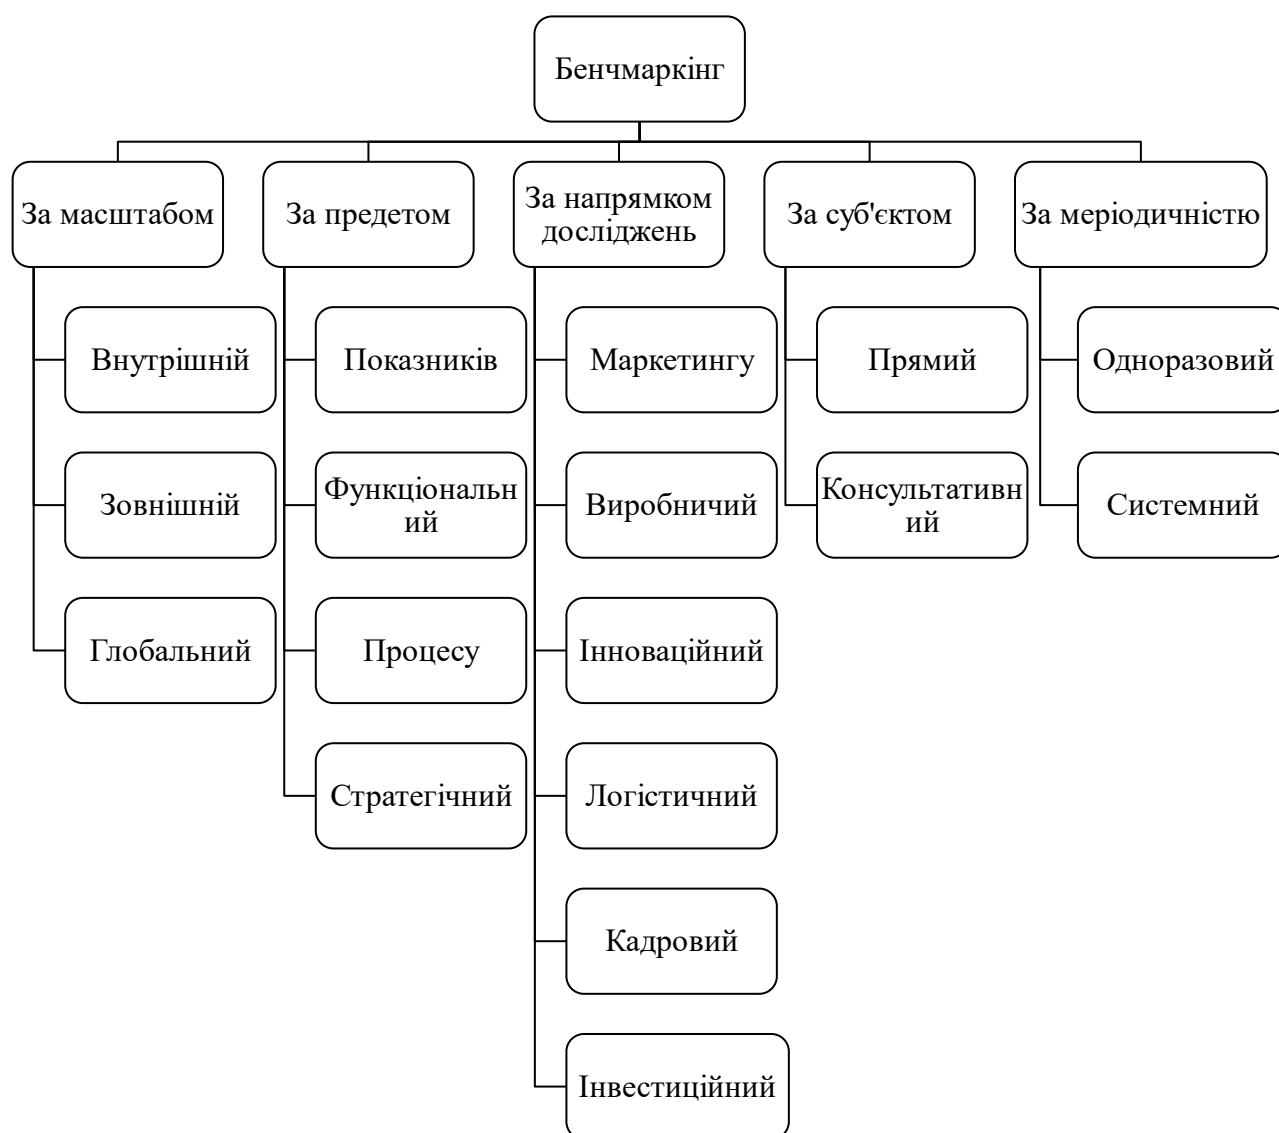 Бенчмаркінг
За масштабом
За предетом
За напрямком
досліджень
За суб'єктом
За меріодичністю
Внутрішній
Показників
Маркетингу
Прямий
Одноразовий
Зовнішній
Функціональн
ий
Виробничий
Консультативн
ий
Системний
Глобальний
Процесу
Інноваційний
Стратегічний
Логістичний
Кадровий
Інвестиційний